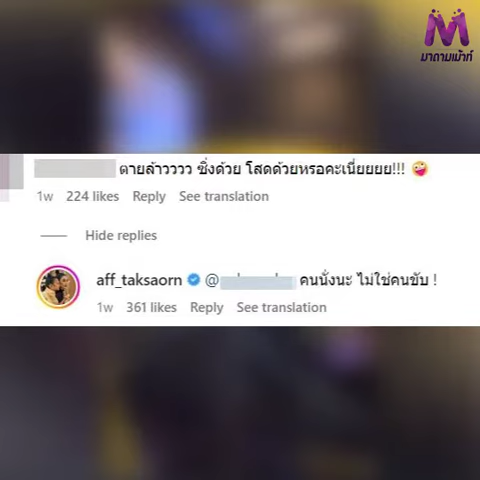 มาดามเม้าท์
ตายล้าวววว ซิ่งด้วย โสดด้วยหรอคะเนี่ยยยย!!! 🤪
1w 224 likes Reply See translation
Hide replies
aff_taksaorn @ คนนั่งนะ ไม่ใช่คนขับ !
1w 361 likes Reply See translation